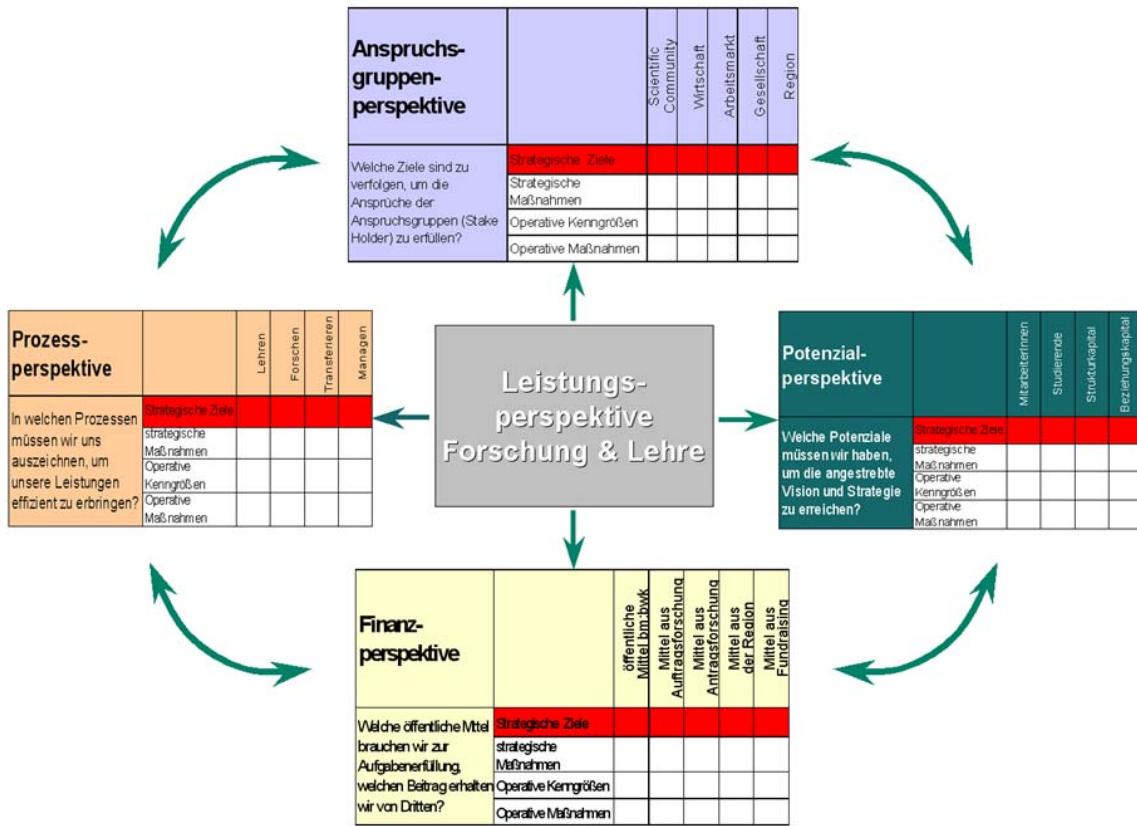 Anspruchs-
gruppen-
perspektive
Scientific
Community
Wirtschaft
Arbeitsmarkt
Gesellschaft
Region
Welche Ziele sind zu
verfolgen, um die
Ansprüche der
Anspruchsgruppen (Stake
Holder) zu erfüllen?
Strategische Ziele
Strategische
Maßnahmen
Operative Kenngrößen
Operative Maßnahmen
Prozess-
perspektive
Lehren
Forschen
Transferieren
Managen
In welchen Prozessen
müssen wir uns
auszeichnen, um
unsere Leistungen
effizient zu erbringen?
Strategische Ziele
strategische
Maßnahmen
Operative
Kenngrößen
Operative
Maßnahmen
Leistungs-
perspektive
Forschung & Lehre
Potenzial-
perspektive
MitarbeiterInnen
Studierende
Strukturkapital
Beziehungskapital
Welche Potenziale
müssen wir haben,
um die angestrebte
Vision und Strategie
zu erreichen?
Strategische Ziele
strategische
Maßnahmen
Operative
Kenngrößen
Operative
Maßnahmen
Finanz-
perspektive
öffentliche
Mittel bm:bwk
Mittel aus
Auftragsforschung
Mittel aus
Antragsforschung
Mittel aus
der Region
Mittel aus
Fundraising
Welche öffentliche Mittel
brauchen wir zur
Aufgabenerfüllung,
welchen Beitrag erhalten
wir von Dritten?
Strategische Ziele
strategische
Maßnahmen
Operative Kenngrößen
Operative Maßnahmen